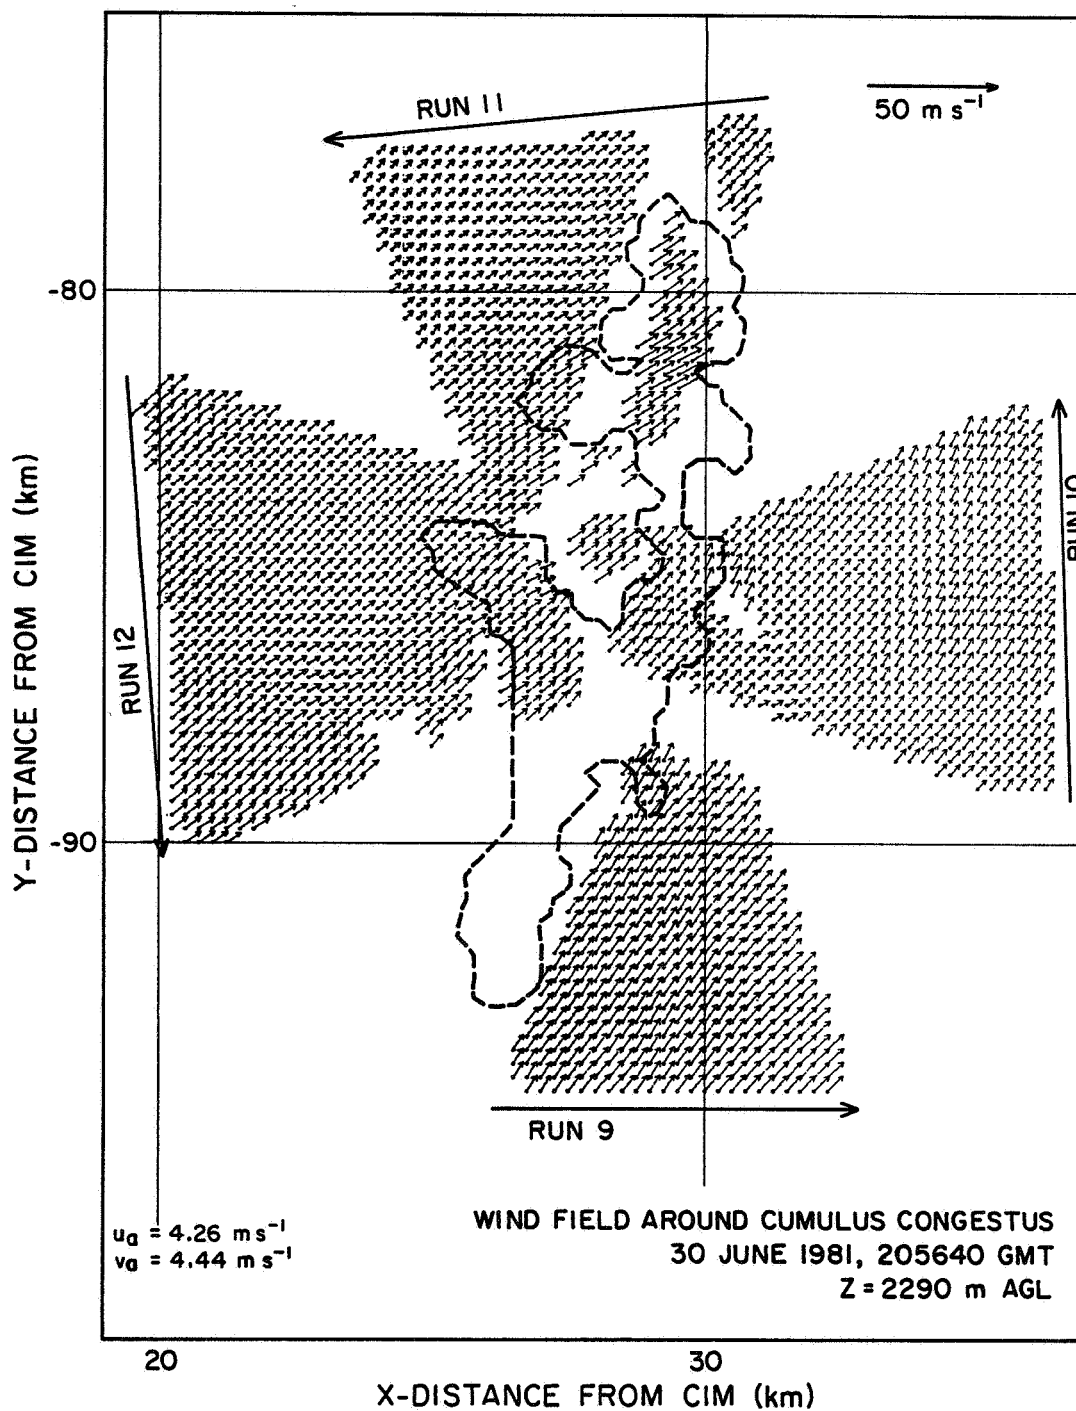 RUN 11
50 m s⁻¹
-80
RUN 10
RUN 12
Y-DISTANCE FROM CIM (km)
-90
RUN 9
uₐ = 4.26 m s⁻¹
vₐ = 4.44 m s⁻¹
WIND FIELD AROUND CUMULUS CONGESTUS
30 JUNE 1981, 205640 GMT
Z = 2290 m AGL
20
30
X-DISTANCE FROM CIM (km)